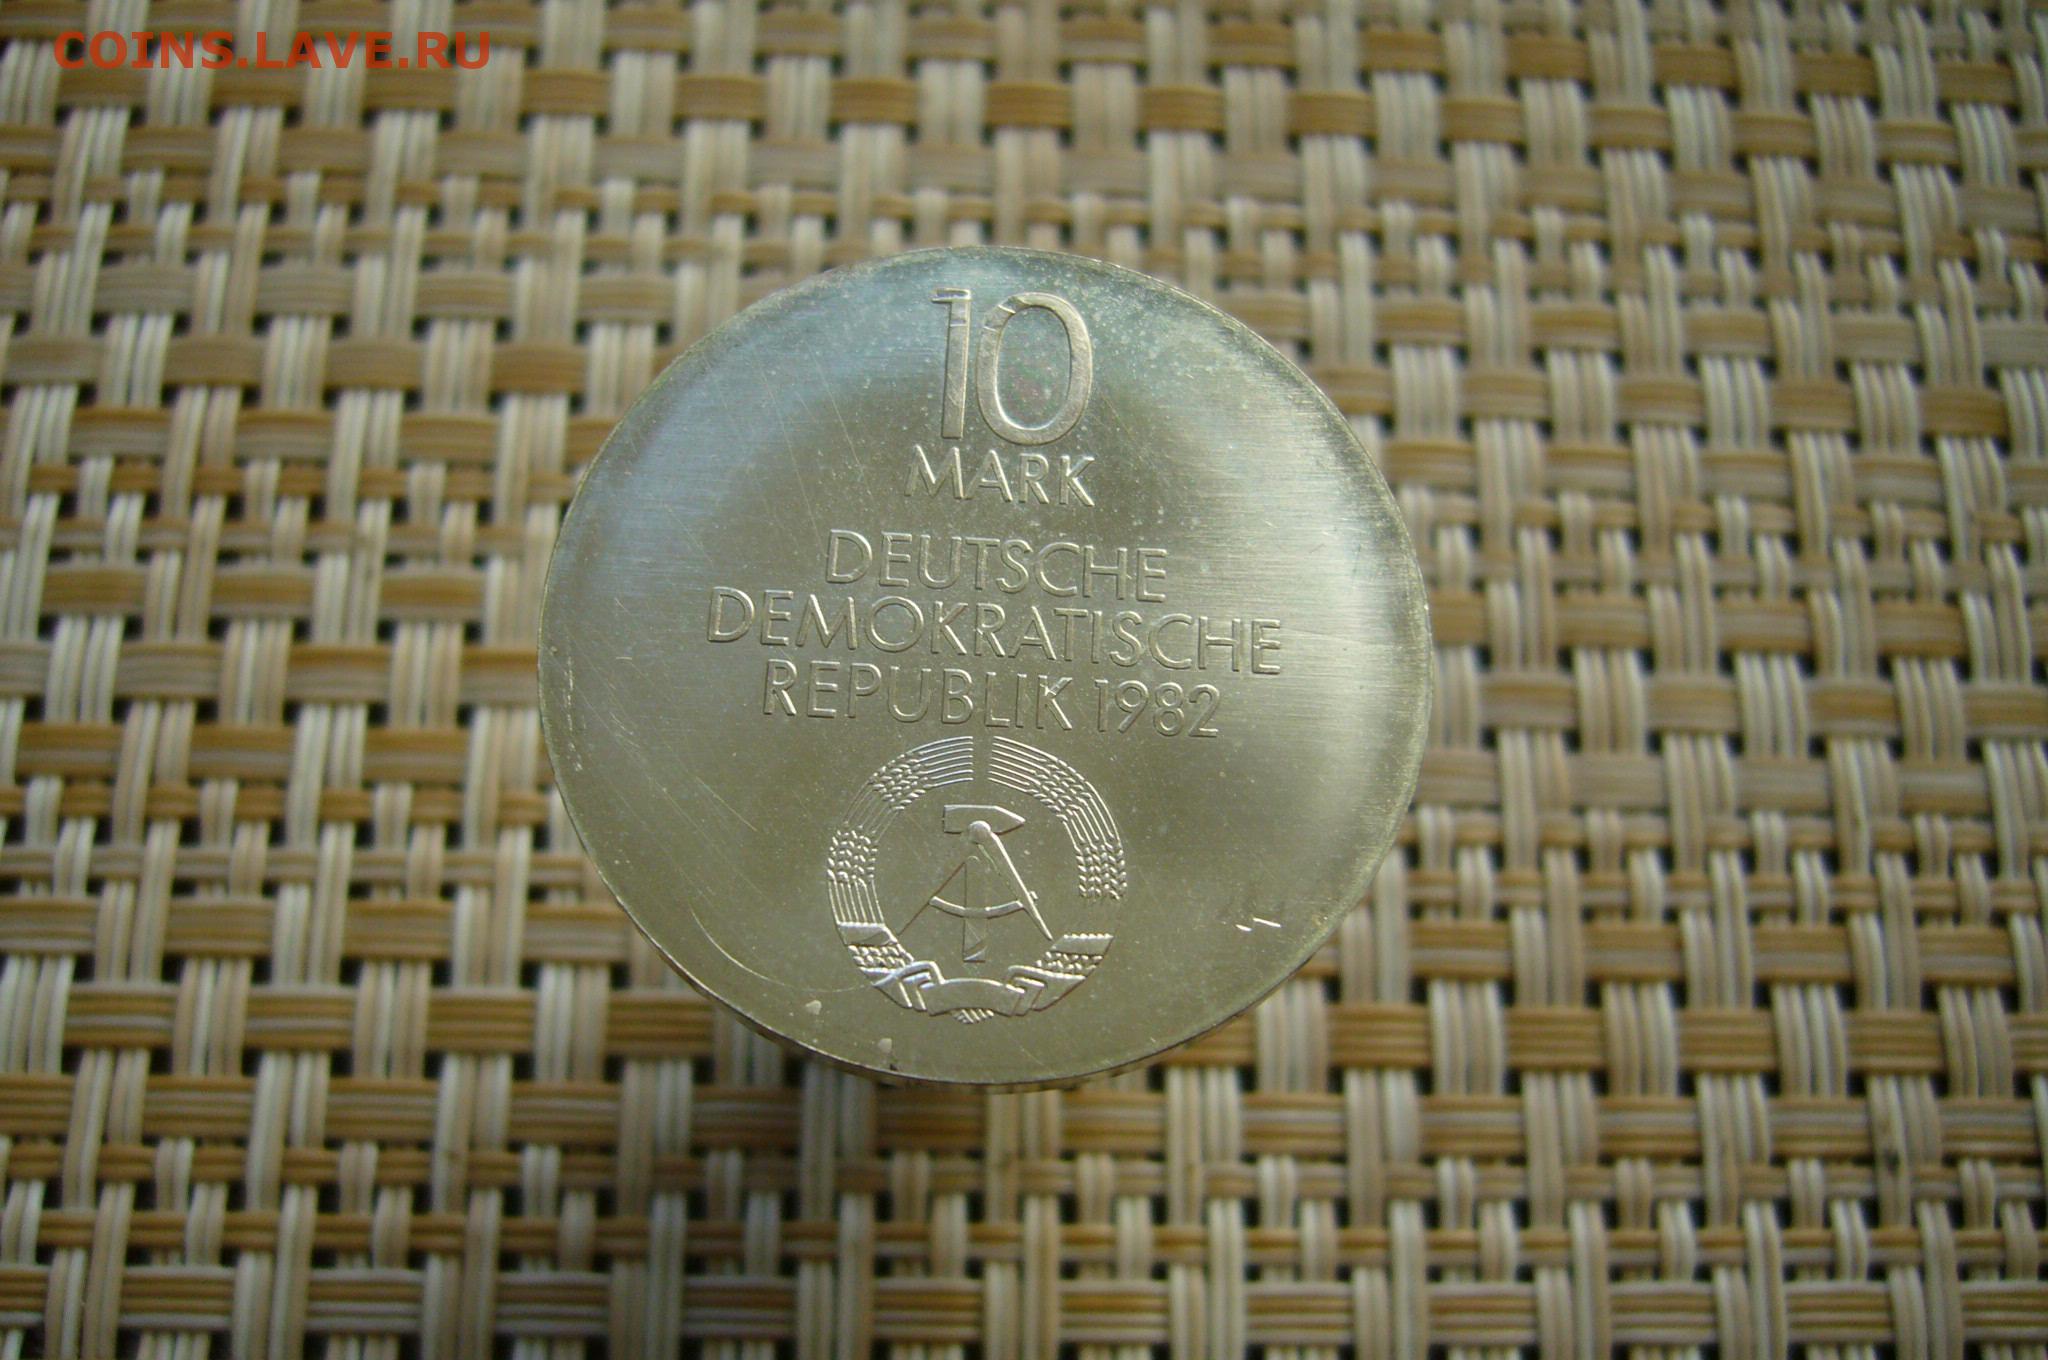 COINS.LAVE.RU
10
MARK
DEUTSCHE
DEMOKRATISCHE
REPUBLIK 1982